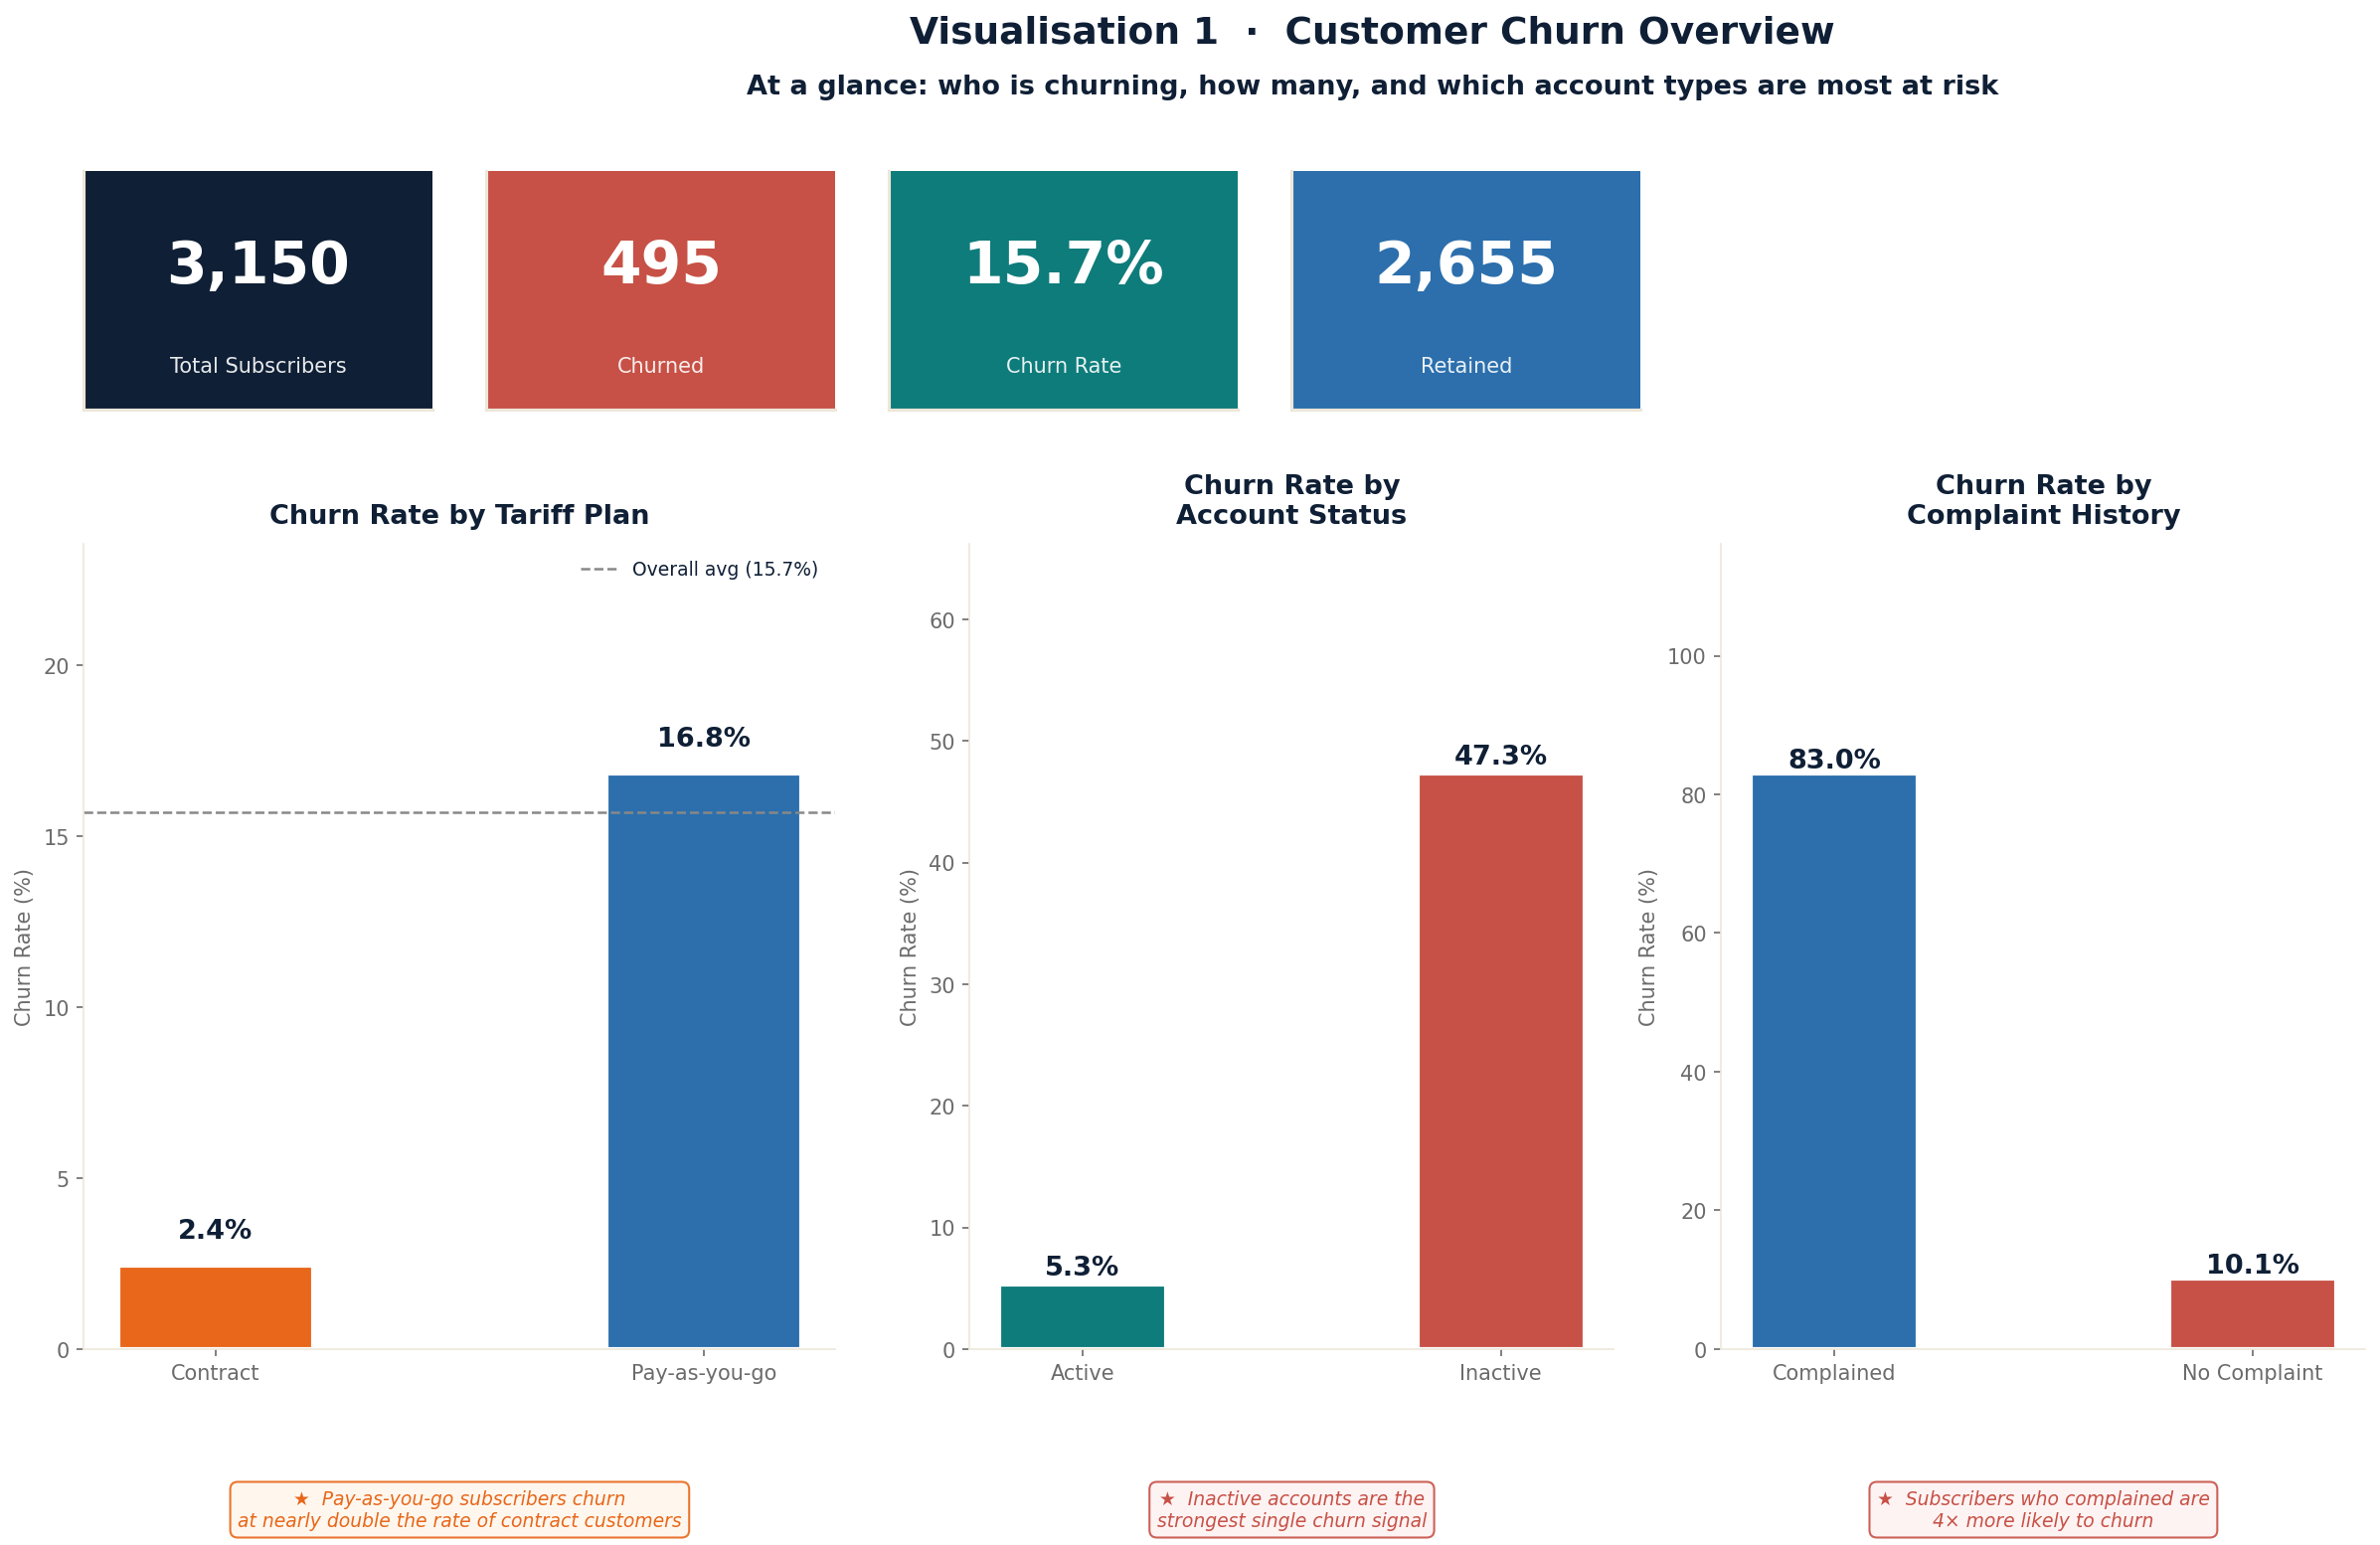 Visualisation 1 · Customer Churn Overview
At a glance: who is churning, how many, and which account types are most at risk
3,150
Total Subscribers
495
Churned
15.7%
Churn Rate
2,655
Retained
Churn Rate by Tariff Plan
Overall avg (15.7%)
Churn Rate (%)
20
15
10
5
0
16.8%
2.4%
Contract
Pay-as-you-go
★ Pay-as-you-go subscribers churn
at nearly double the rate of contract customers
Churn Rate by
Account Status
Churn Rate (%)
60
50
40
30
20
10
0
47.3%
5.3%
Active
Inactive
★ Inactive accounts are the
strongest single churn signal
Churn Rate by
Complaint History
Churn Rate (%)
100
80
60
40
20
0
83.0%
10.1%
Complained
No Complaint
★ Subscribers who complained are
4× more likely to churn